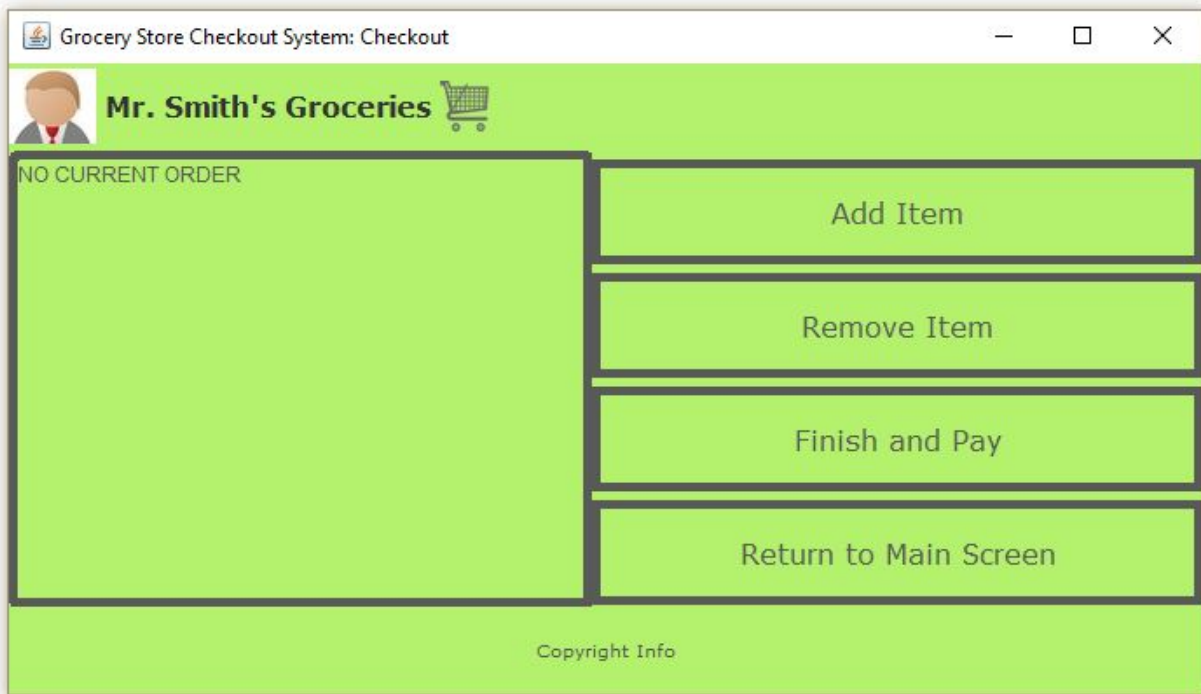 Grocery Store Checkout System: Checkout
Mr. Smith's Groceries
NO CURRENT ORDER
Add Item
Remove Item
Finish and Pay
Return to Main Screen
Copyright Info